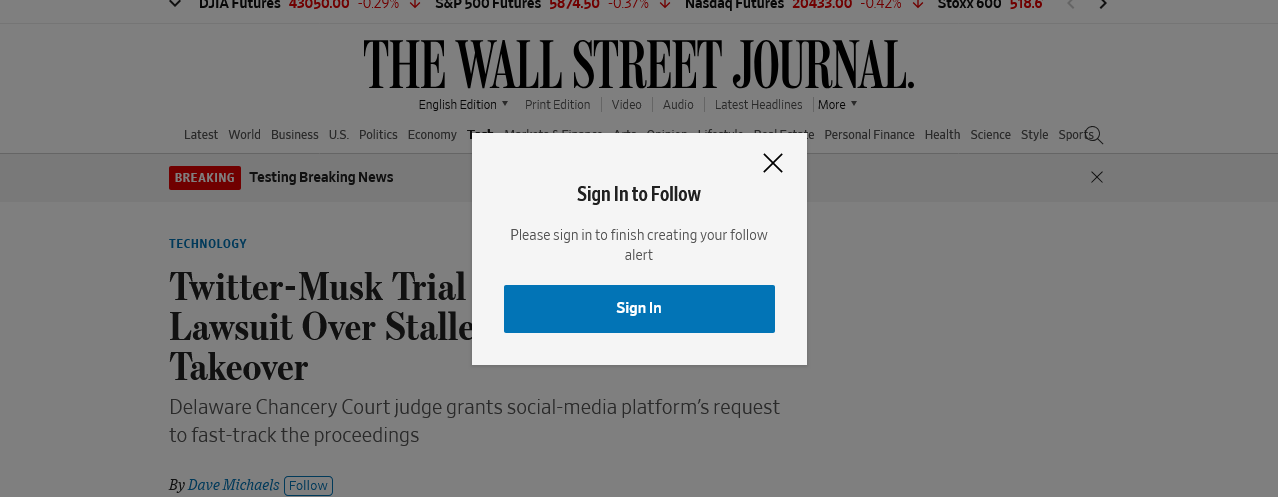 DJIA Futures 43050.00 -0.29% S&P 500 Futures 5874.50 -0.37% Nasdaq Futures 20433.00 -0.42% Stoxx 600 518.6
THE WALL STREET JOURNAL.
English Edition Print Edition Video Audio Latest Headlines More
Latest World Business U.S. Politics Economy Tech Markets & Finance Arts Opinion Lifestyle Real Estate Personal Finance Health Science Style Sports
BREAKING Testing Breaking News
Sign In to Follow
Please sign in to finish creating your follow
alert
Sign In
TECHNOLOGY
Twitter-Musk Trial
Lawsuit Over Stalle
Takeover
Delaware Chancery Court judge grants social-media platform's request
to fast-track the proceedings
By Dave Michaels Follow